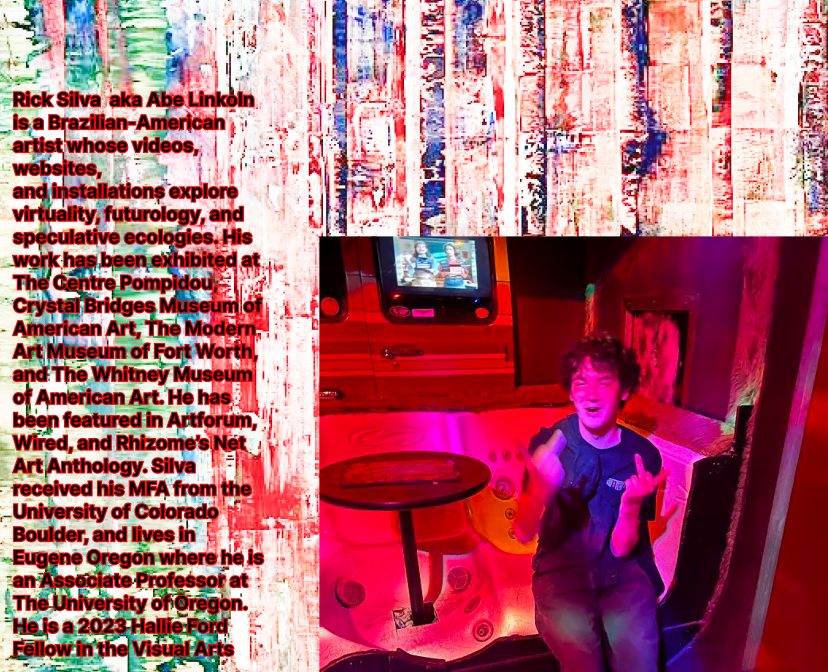 Rick Silva aka Abe Linkoln
is a Brazilian-American
artist whose videos,
websites,
and installations explore
virtuality, futurology, and
speculative ecologies. His
work has been exhibited at
The Centre Pompidou,
Crystal Bridges Museum of
American Art, The Modern
Art Museum of Fort Worth,
and The Whitney Museum
of American Art. He has
been featured in Artforum,
Wired, and Rhizome's Net
Art Anthology. Silva
received his MFA from the
University of Colorado
Boulder, and lives in
Eugene Oregon where he is
an Associate Professor at
The University of Oregon.
He is a 2023 Hallie Ford
Fellow in the Visual Arts